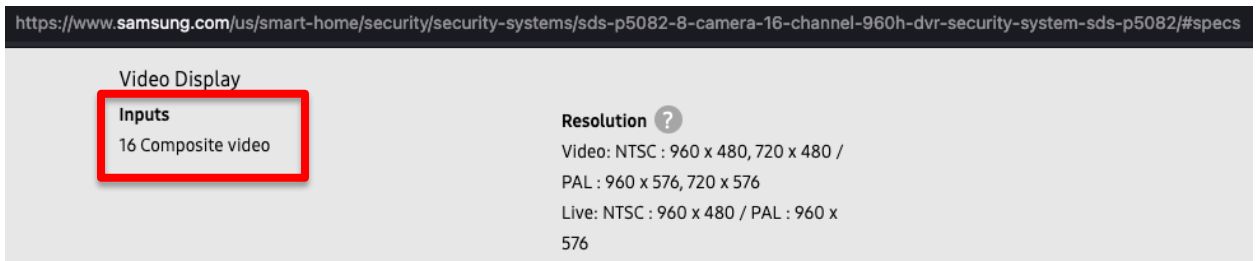 https://www.samsung.com/us/smart-home/security/security-systems/sds-p5082-8-camera-16-channel-960h-dvr-security-system-sds-p5082/#specs
Video Display
Inputs
16 Composite video
Resolution ?
Video: NTSC : 960 x 480, 720 x 480 /
PAL : 960 x 576, 720 x 576
Live: NTSC : 960 x 480 / PAL : 960 x
576